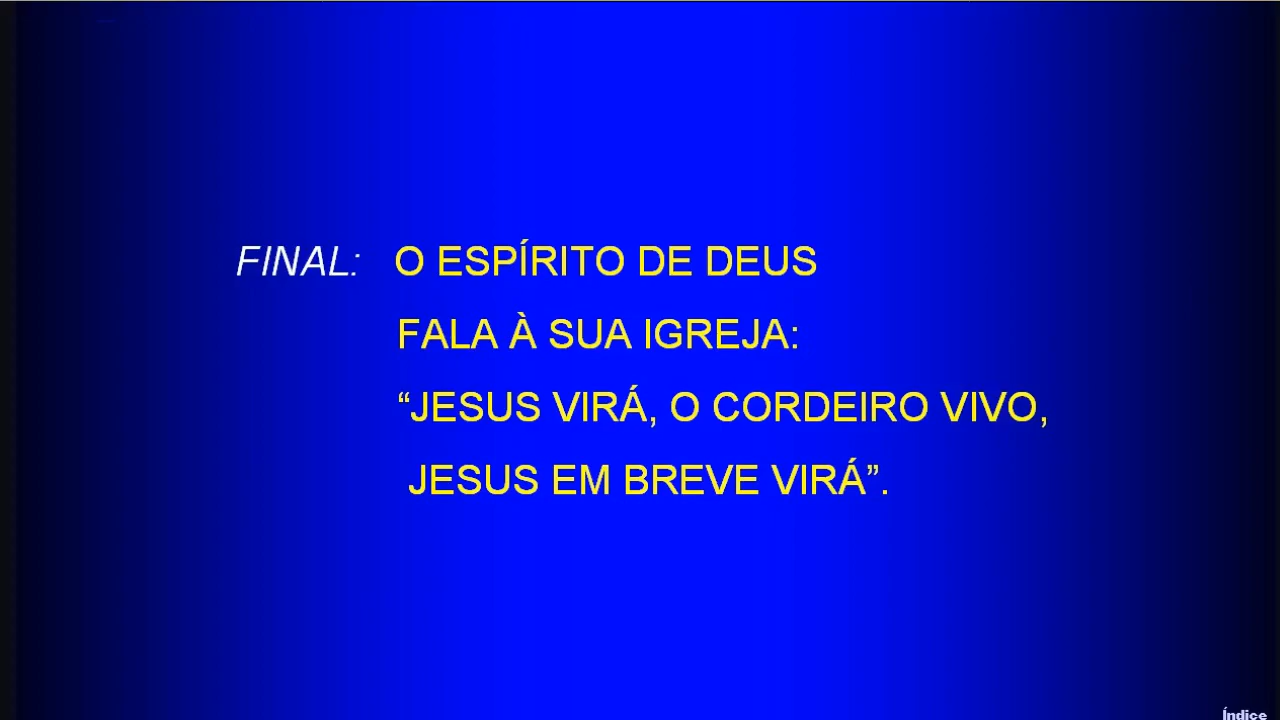 FINAL: O ESPÍRITO DE DEUS
FALA À SUA IGREJA:
“JESUS VIRÁ, O CORDEIRO VIVO,
JESUS EM BREVE VIRÁ”.
Índice